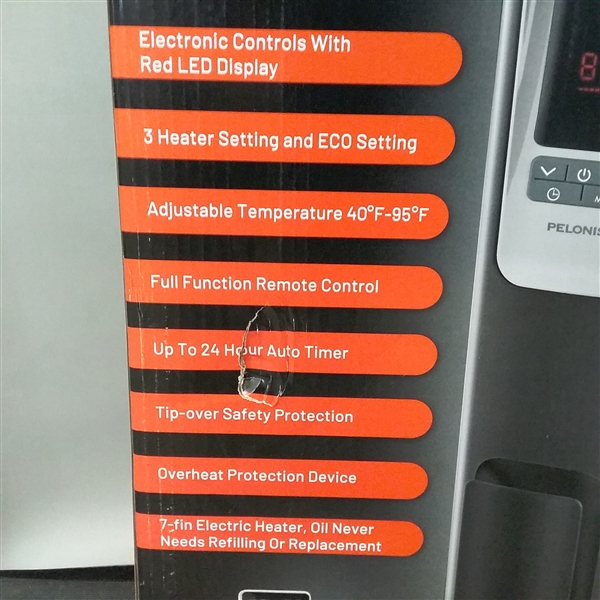 Electronic Controls With
Red LED Display
3 Heater Setting and ECO Setting
Adjustable Temperature 40°F-95°F
Full Function Remote Control
Up To 24 Hour Auto Timer
Tip-over Safety Protection
Overheat Protection Device
7-fin Electric Heater, Oil Never
Needs Refilling Or Replacement
8
M
PELONIS